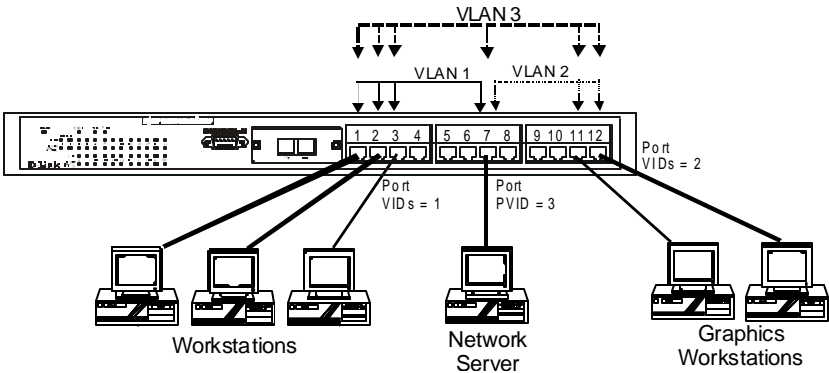 VLAN 3
VLAN 1
VLAN 2
1 2 3 4 5 6 7 8 9 10 11 12
D-Link
Port
VIDs = 1
Port
PVID = 3
Port
VIDs = 2
Workstations
Network
Server
Graphics
Workstations